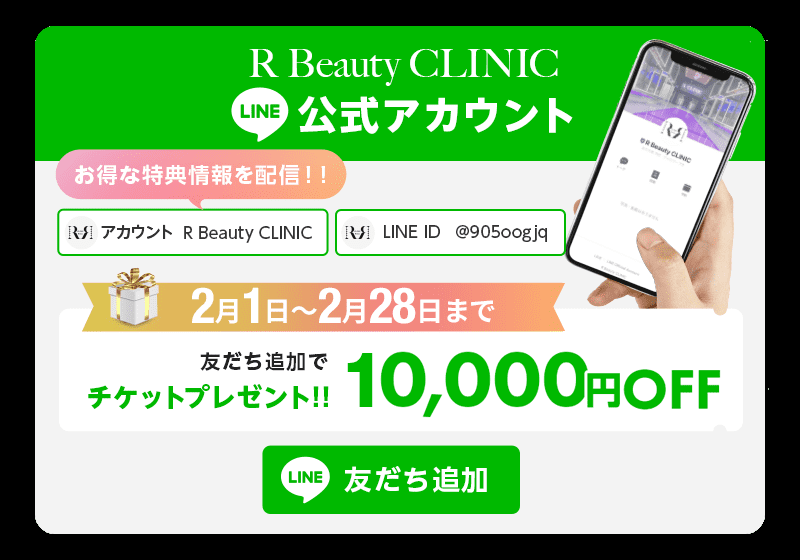 R Beauty CLINIC
LINE 公式アカウント
お得な特典情報を配信!!
アカウント R Beauty CLINIC
LINE ID @905oogjq
R Beauty CLINIC
2月1日〜2月28日まで
友だち追加で
チケットプレゼント!!
10,000円OFF
LINE 友だち追加